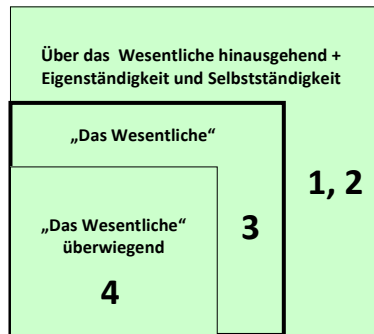 Über das Wesentliche hinausgehend +
Eigenständigkeit und Selbstständigkeit
„Das Wesentliche“
1, 2
3
„Das Wesentliche“
überwiegend
4